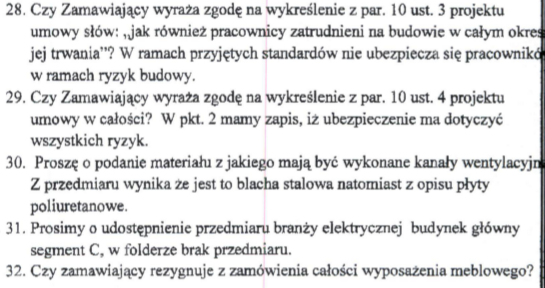 28. Czy Zamawiający wyraża zgodę na wykreślenie z par. 10 ust. 3 projektu
umowy słów: „jak również pracownicy zatrudnieni na budowie w całym okres
jej trwania"? W ramach przyjętych standardów nie ubezpiecza się pracownikó
w ramach ryzyk budowy.
29. Czy Zamawiający wyraża zgodę na wykreślenie z par. 10 ust. 4 projektu
umowy w całości? W pkt. 2 mamy zapis, iż ubezpieczenie ma dotyczyć
wszystkich ryzyk.
30. Proszę o podanie materiału z jakiego mają być wykonane kanały wentylacyjn
Z przedmiaru wynika że jest to blacha stalowa natomiast z opisu płyty
poliuretanowe.
31. Prosimy o udostępnienie przedmiaru branży elektrycznej budynek główny
segment C, w folderze brak przedmiaru.
32. Czy zamawiający rezygnuje z zamówienia całości wyposażenia meblowego?